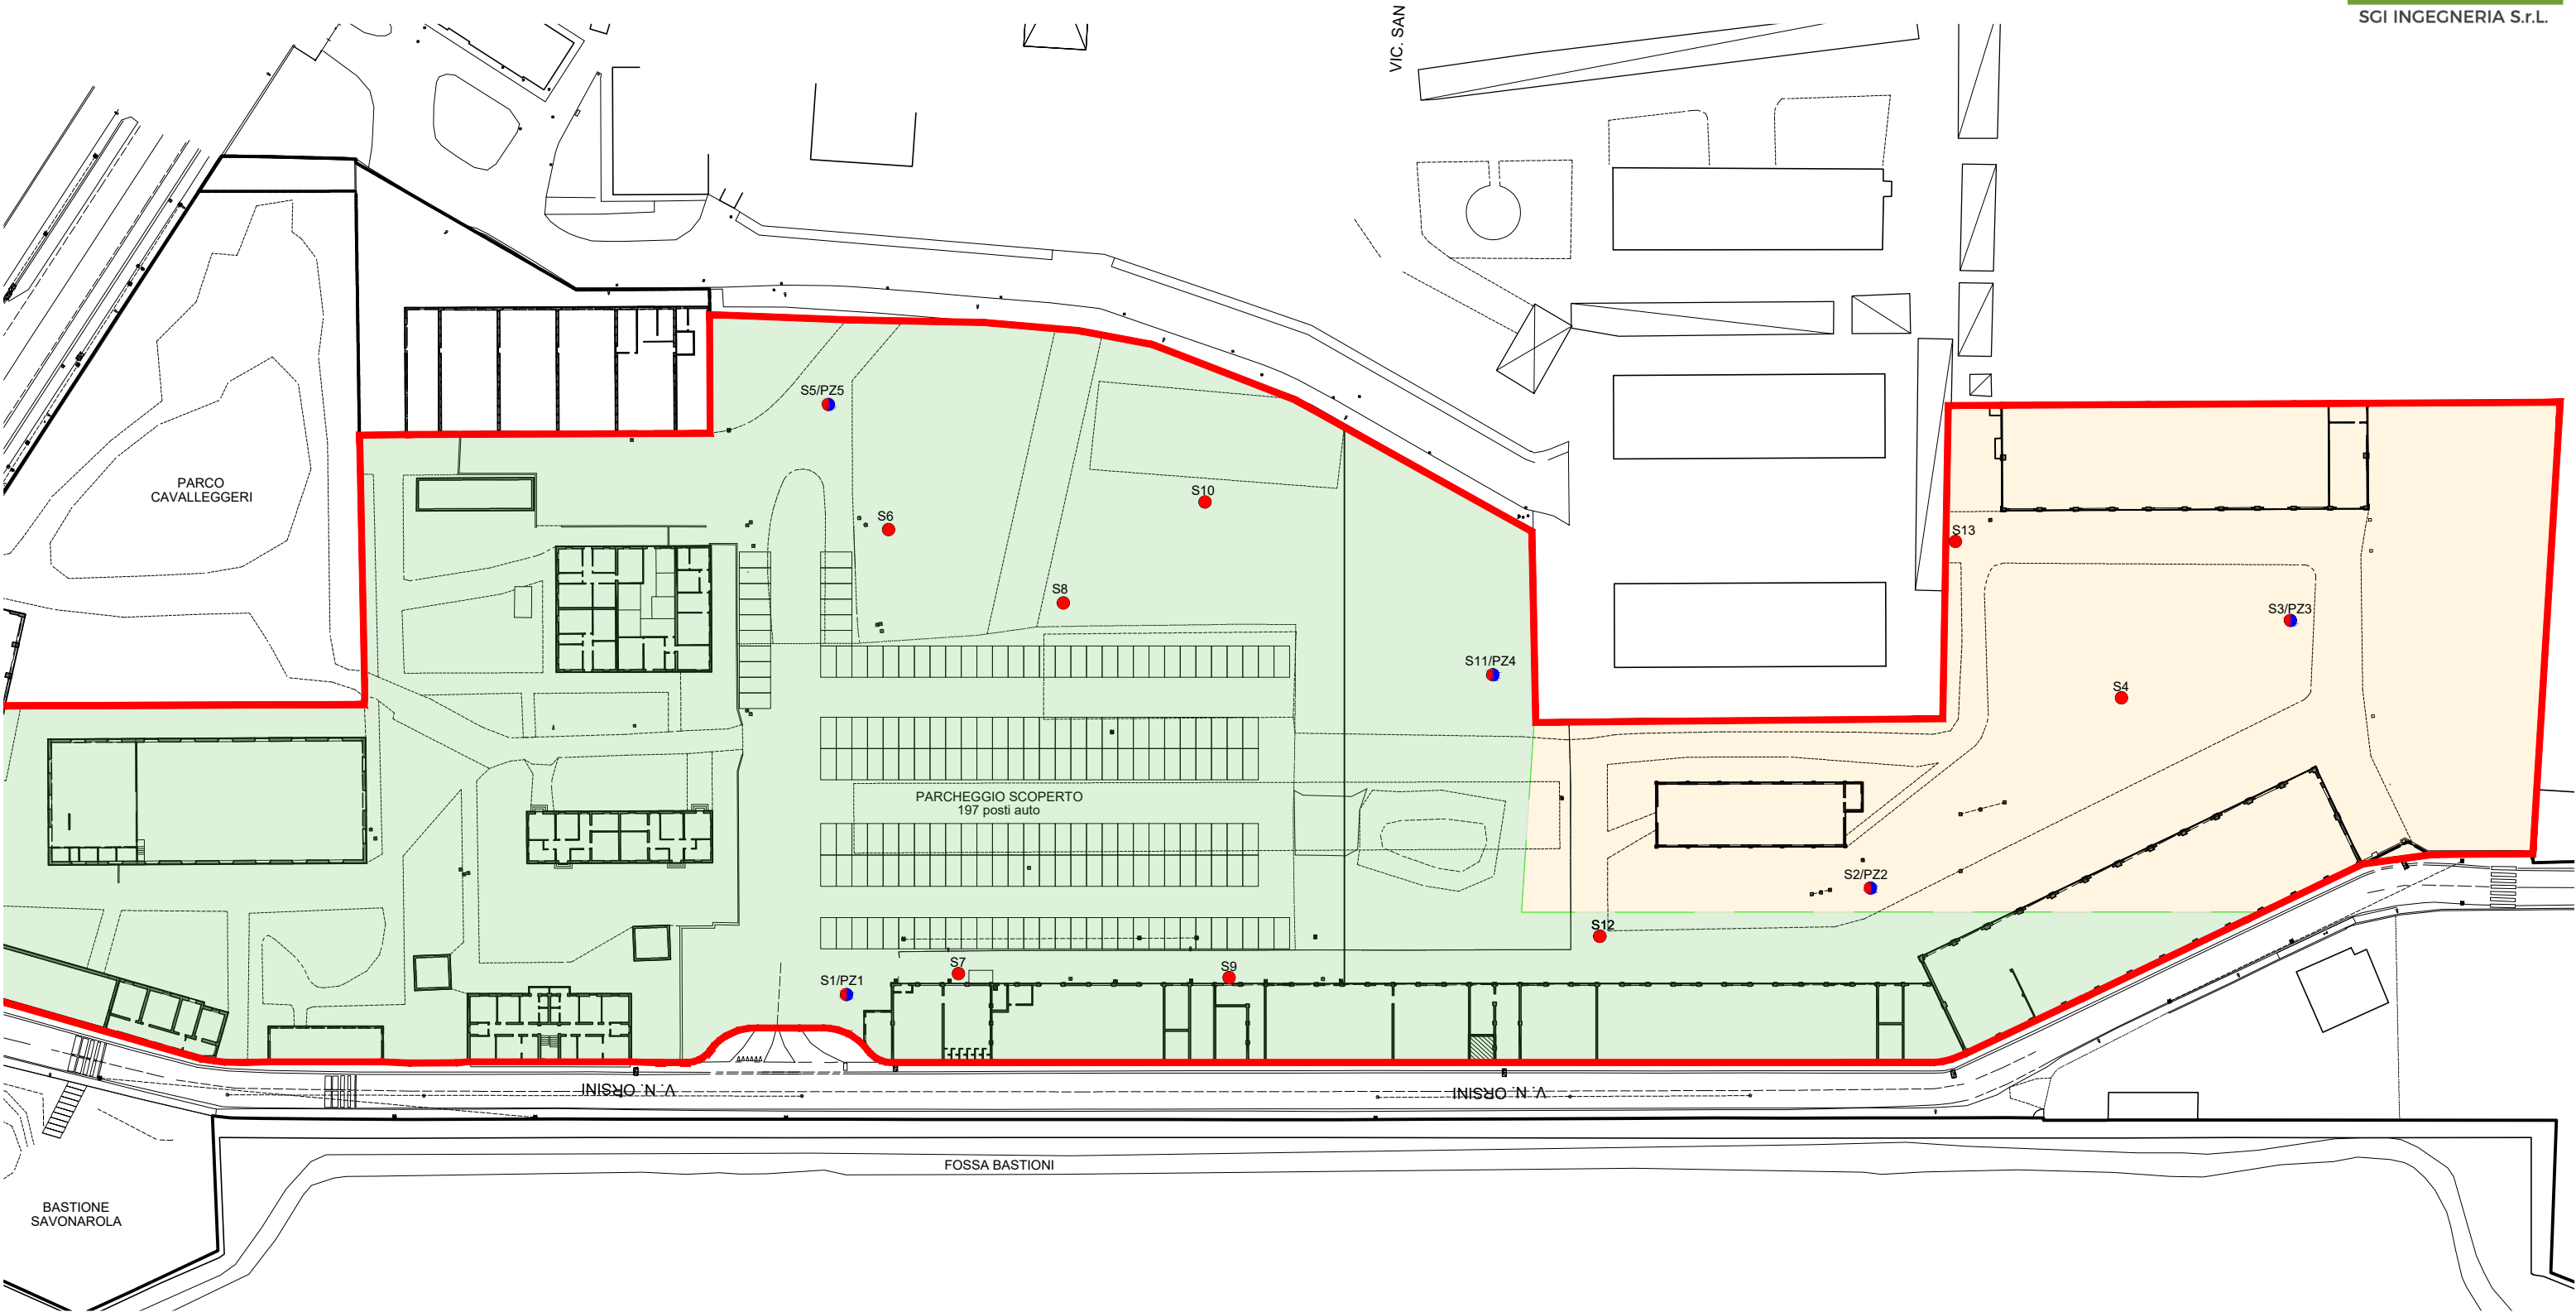 SGI INGEGNERIA S.r.L.
VIC. SAN
S5/PZ5
PARCO
CAVALLEGGERI
S10
S6
S13
S8
S3/PZ3
S11/PZ4
S4
PARCHEGGIO SCOPERTO
197 posti auto
S2/PZ2
S12
S7
S9
S1/PZ1
V. N. ORSINI
V. N. ORSINI
FOSSA BASTIONI
BASTIONE
SAVONAROLA